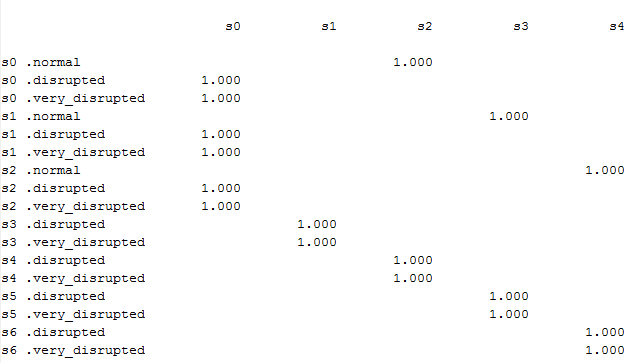 s0 s1 s2 s3 s4
s0 .normal 1.000
s0 .disrupted 1.000
s0 .very_disrupted 1.000
s1 .normal 1.000
s1 .disrupted 1.000
s1 .very_disrupted 1.000
s2 .normal 1.000
s2 .disrupted 1.000
s2 .very_disrupted 1.000
s3 .disrupted 1.000
s3 .very_disrupted 1.000
s4 .disrupted 1.000
s4 .very_disrupted 1.000
s5 .disrupted 1.000
s5 .very_disrupted 1.000
s6 .disrupted 1.000
s6 .very_disrupted 1.000